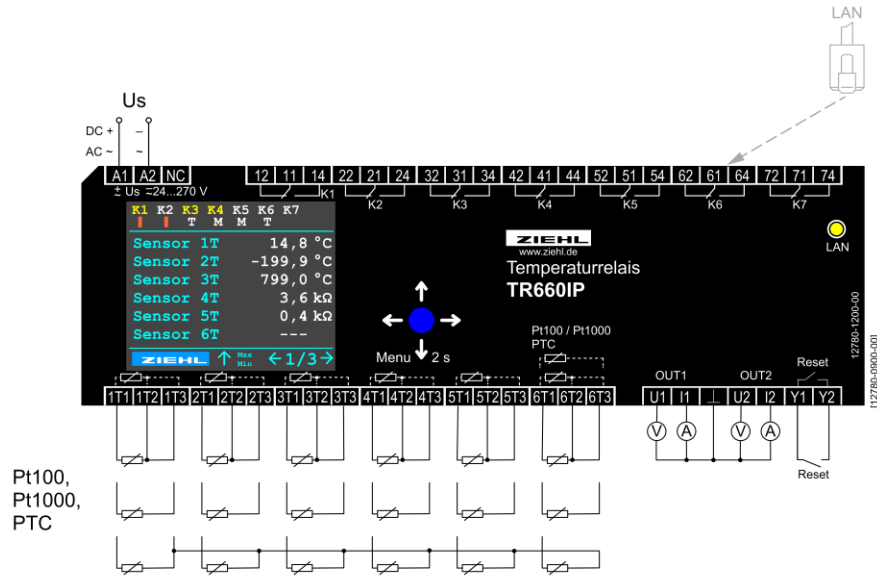 LAN
Us
DC + –
AC ~ ~
A1 A2 NC 12 11 14 22 21 24 32 31 34 42 41 44 52 51 54 62 61 64 72 71 74
± Us ≂24...270 V
K1 K2 K3 K4 K5 K6 K7
K1 K2 K3 K4 K5 K6 K7
T M M T
Sensor 1T 14,8 °C
Sensor 2T -199,9 °C
Sensor 3T 799,0 °C
Sensor 4T 3,6 kΩ
Sensor 5T 0,4 kΩ
Sensor 6T ---
ZIEHL ↑ Max Min ←1/3→
ZIEHL
www.ziehl.de
Temperaturrelais
TR660IP
LAN
Menu 2 s
Pt100 / Pt1000
PTC
12780-1200-00
[12780-0900-00]
OUT1 OUT2 Reset
1T1 1T2 1T3 2T1 2T2 2T3 3T1 3T2 3T3 4T1 4T2 4T3 5T1 5T2 5T3 6T1 6T2 6T3 U1 I1 ⊥ U2 I2 Y1 Y2
V A V A
Reset
Pt100,
Pt1000,
PTC